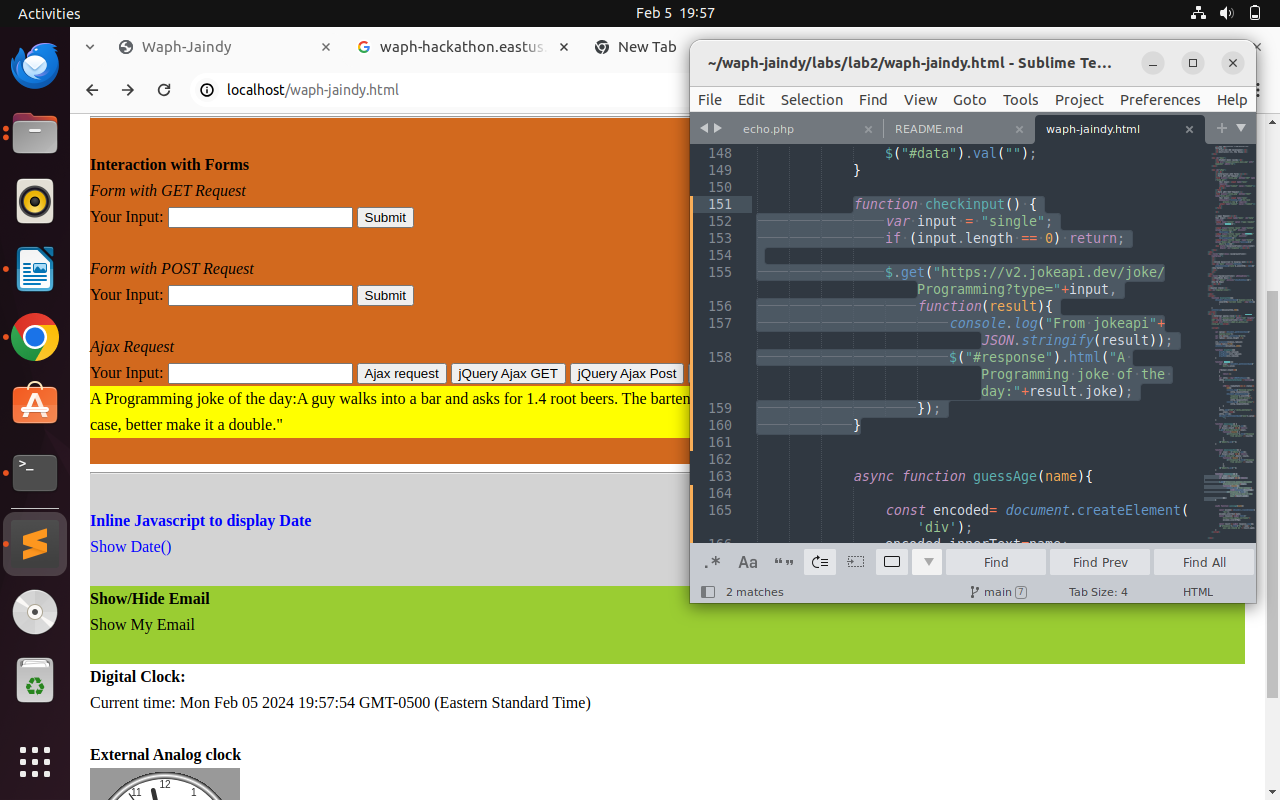 Activities
Feb 5 19:57
Waph-Jaindy
waph-hackathon.eastus.
New Tab
localhost/waph-jaindy.html
Interaction with Forms
Form with GET Request
Your Input:
Submit
Form with POST Request
Your Input:
Submit
Ajax Request
Your Input:
Ajax request
jQuery Ajax GET
jQuery Ajax Post
A Programming joke of the day:A guy walks into a bar and asks for 1.4 root beers. The barten
case, better make it a double."
Inline Javascript to display Date
Show Date()
Show/Hide Email
Show My Email
Digital Clock:
Current time: Mon Feb 05 2024 19:57:54 GMT-0500 (Eastern Standard Time)
External Analog clock
11 12 1
~/waph-jaindy/labs/lab2/waph-jaindy.html - Sublime Te...
File Edit Selection Find View Goto Tools Project Preferences Help
echo.php
README.md
waph-jaindy.html
148 $("#data").val("");
149 }
150
151 function checkinput() {
152 var input = "single";
153 if (input.length == 0) return;
154
155 $.get("https://v2.jokeapi.dev/joke/
Programming?type="+input,
156 function(result){
157 console.log("From jokeapi"+
JSON.stringify(result));
158 $("#response").html("A
Programming joke of the
day:"+result.joke);
159 });
160 }
161
162
163 async function guessAge(name){
164
165 const encoded= document.createElement(
'div');
166 encoded.innerText=name;
.* Aa “” Find Find Prev Find All
2 matches
main 7
Tab Size: 4
HTML